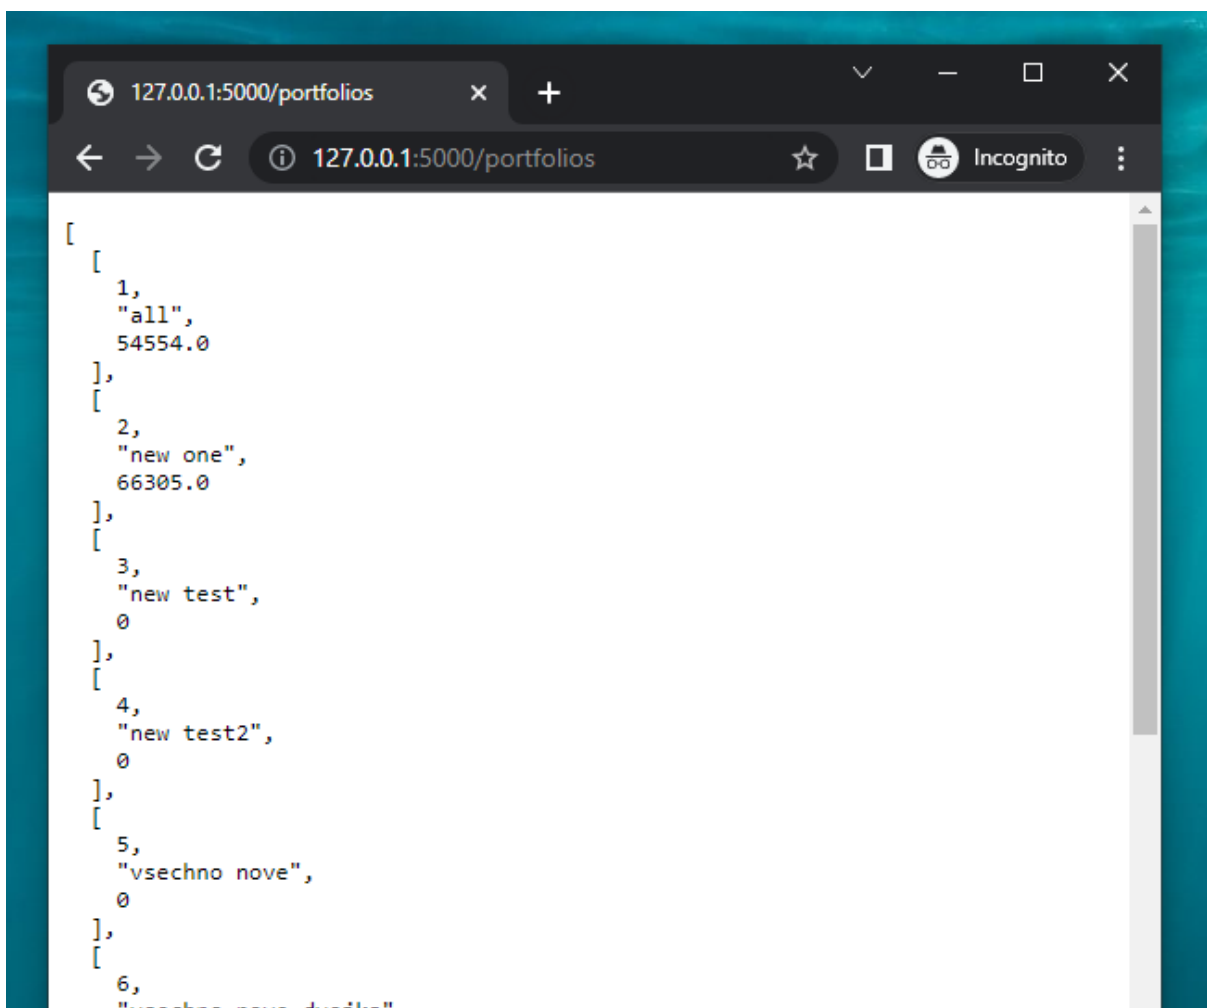 127.0.0.1:5000/portfolios
127.0.0.1:5000/portfolios
Incognito
[
[
1,
"all",
54554.0
],
[
2,
"new one",
66305.0
],
[
3,
"new test",
0
],
[
4,
"new test2",
0
],
[
5,
"vsechno nove",
0
],
[
6,